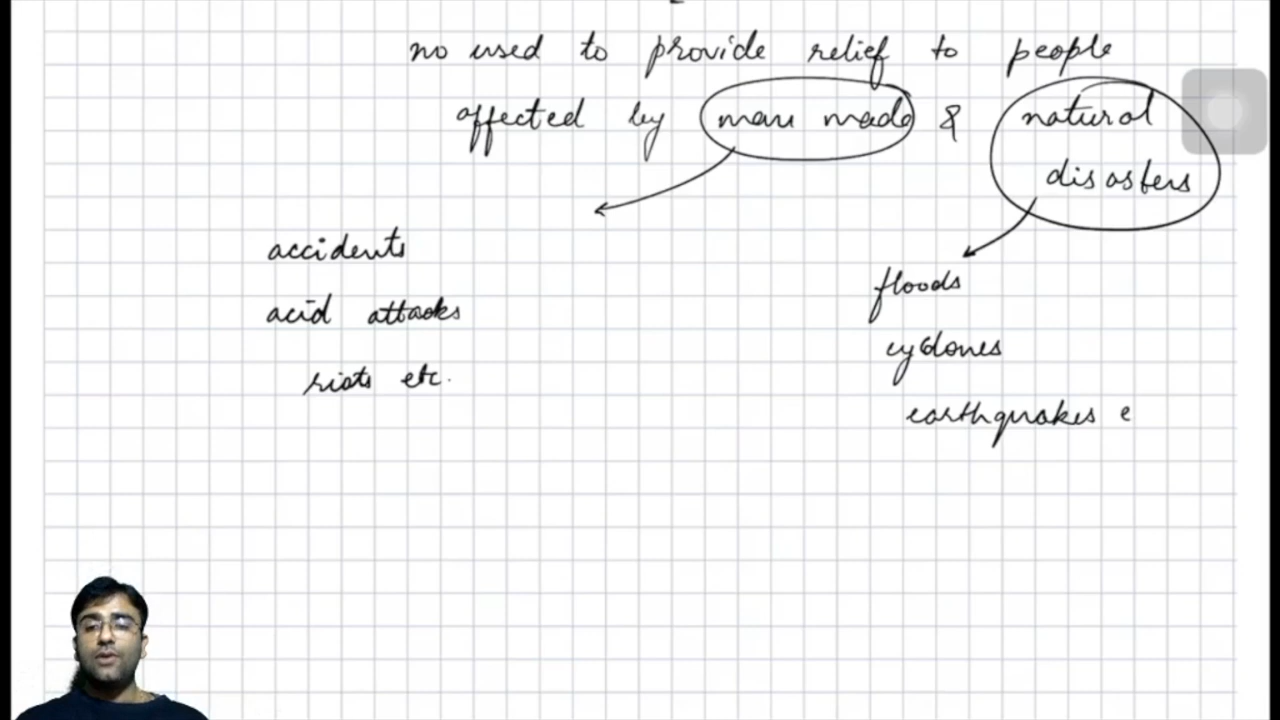 no used to provide relief to people
affected by man made & natural
disasters
accidents
acid attacks
riots etc.
floods
cyclones
earthquakes e